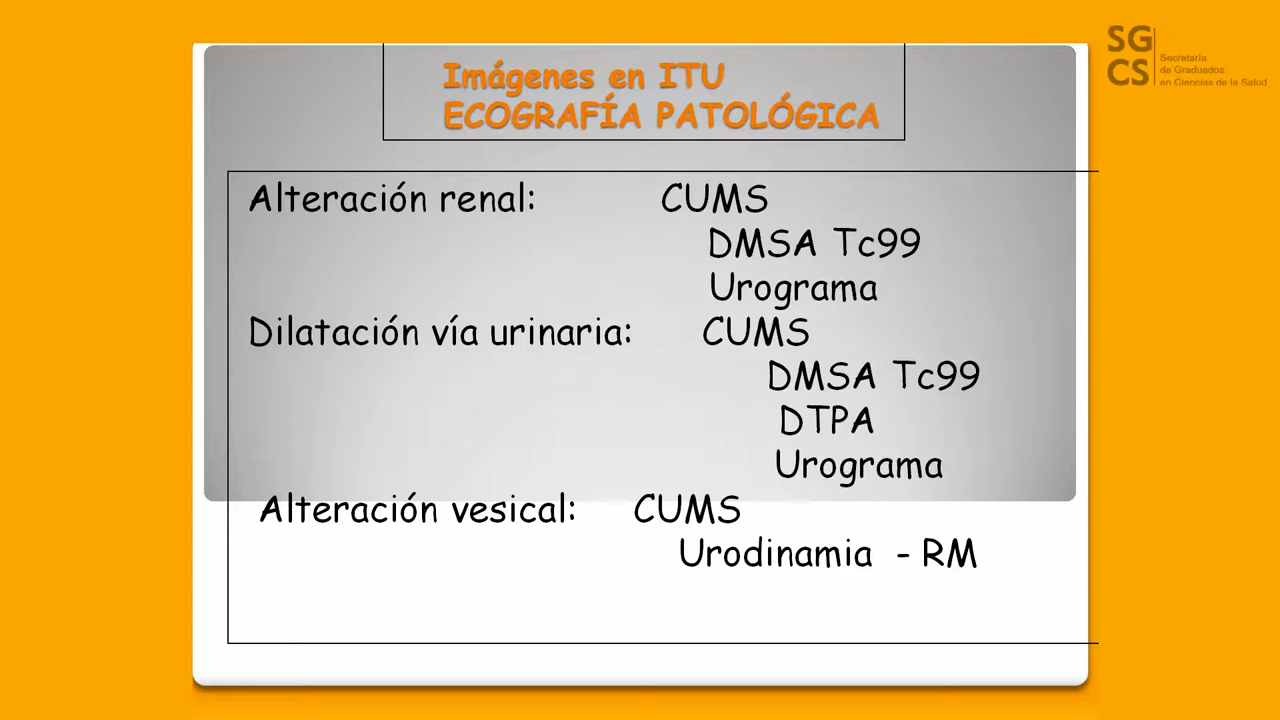 SG
CS
Secretaría
de Graduados
en Ciencias de la Salud
Imágenes en ITU
ECOGRAFÍA PATOLÓGICA
Alteración renal: CUMS
DMSA Tc99
Urograma
Dilatación vía urinaria: CUMS
DMSA Tc99
DTPA
Urograma
Alteración vesical: CUMS
Urodinamia - RM